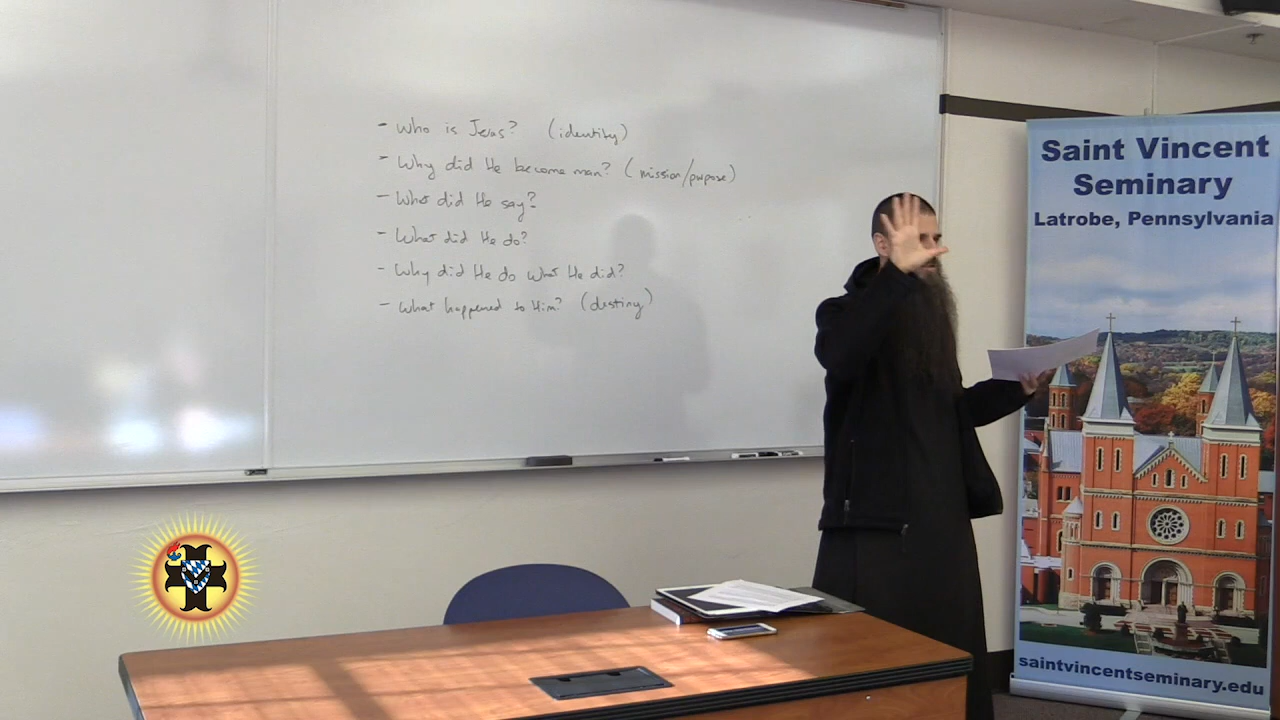 - Who is Jesus? (identity)
- Why did He become man? (mission/purpose)
- What did He say?
- What did He do?
- Why did He do what He did?
- What happened to Him? (destiny)
Saint Vincent
Seminary
Latrobe, Pennsylvania
saintvincentseminary.edu